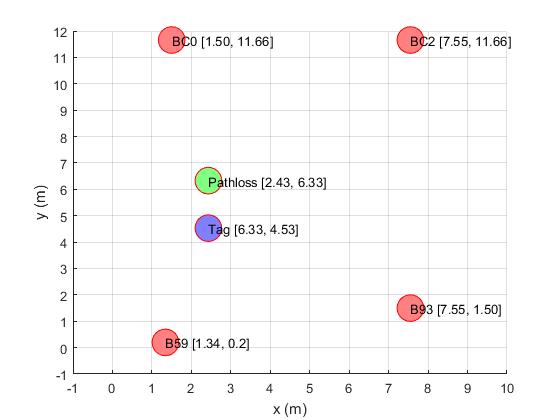 12
11
10
9
8
7
6
5
4
3
2
1
0
-1
y (m)
BC0 [1.50, 11.66]
BC2 [7.55, 11.66]
Pathloss [2.43, 6.33]
Tag [6.33, 4.53]
B93 [7.55, 1.50]
B59 [1.34, 0.2]
-1 0 1 2 3 4 5 6 7 8 9 10
x (m)